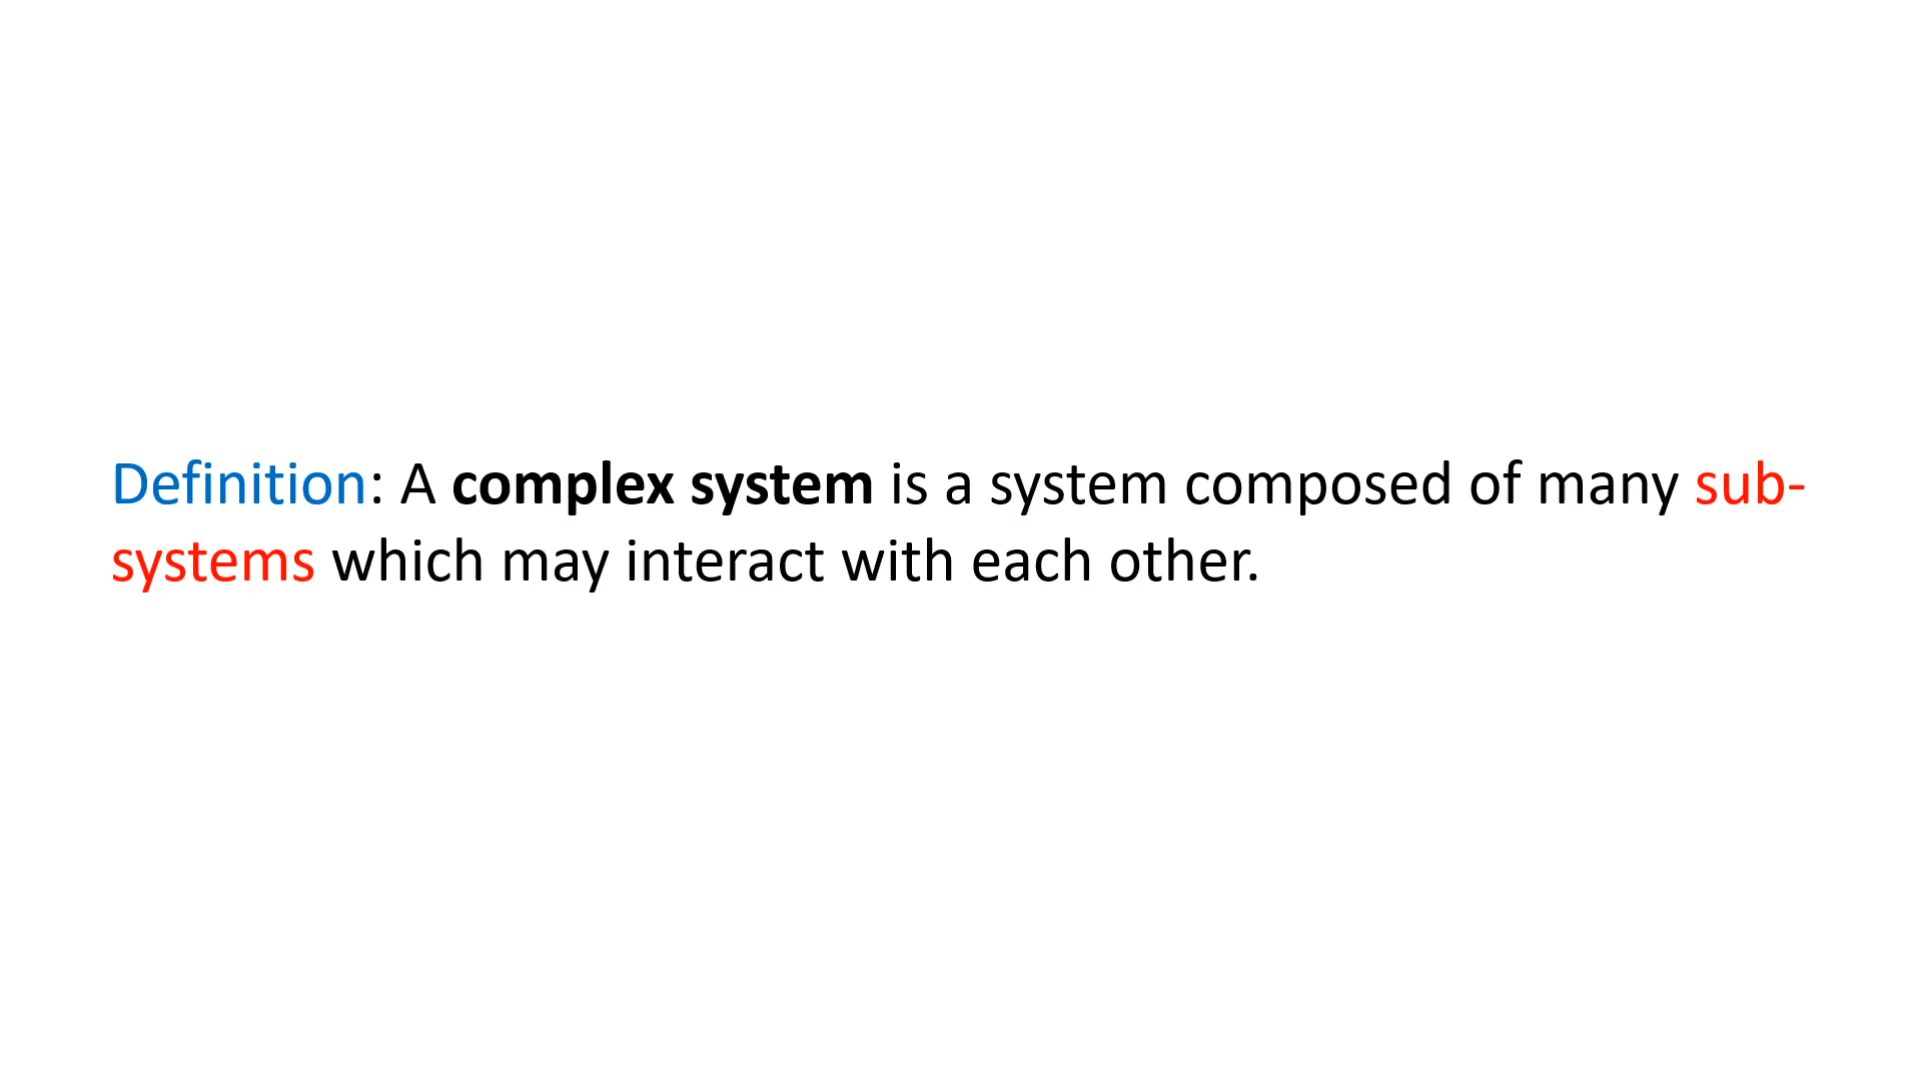 Definition: A complex system is a system composed of many sub-
systems which may interact with each other.